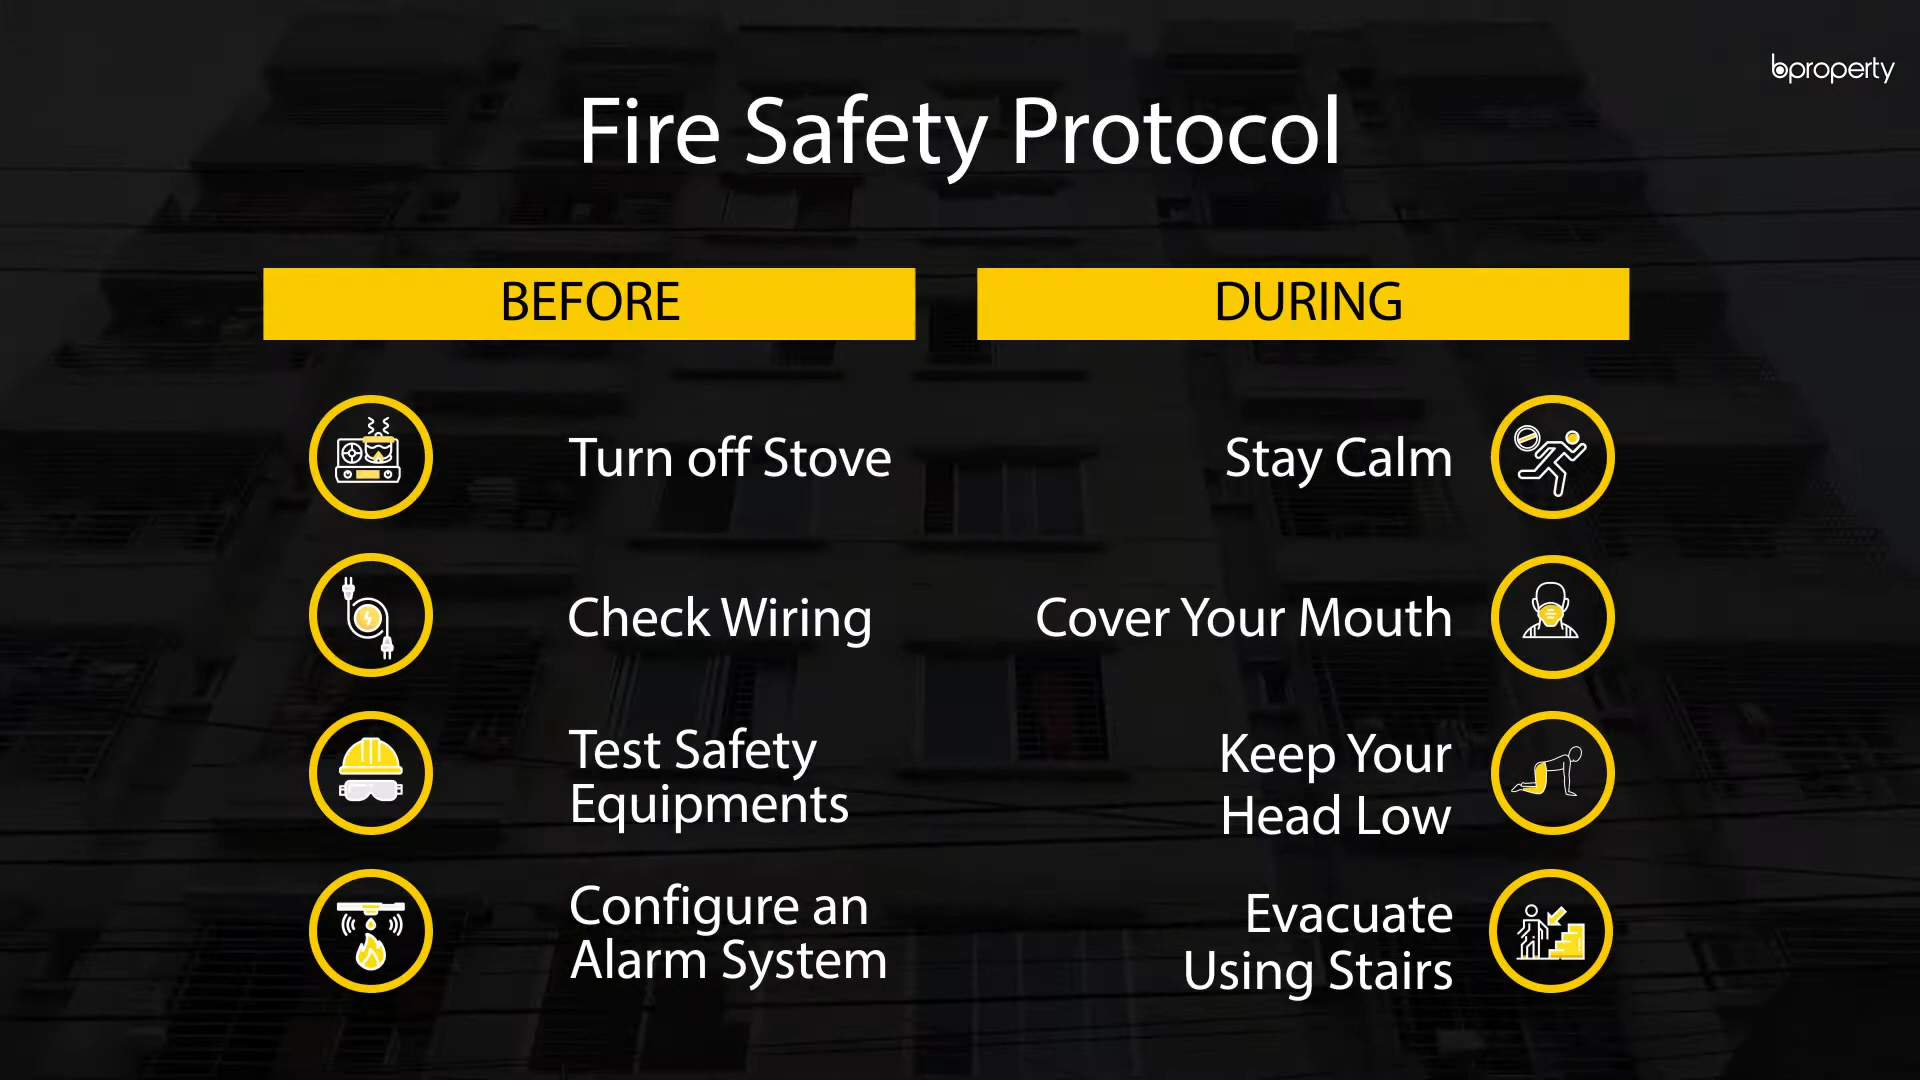 bproperty
Fire Safety Protocol
BEFORE
Turn off Stove
Check Wiring
Test Safety
Equipments
Configure an
Alarm System
DURING
Stay Calm
Cover Your Mouth
Keep Your
Head Low
Evacuate
Using Stairs